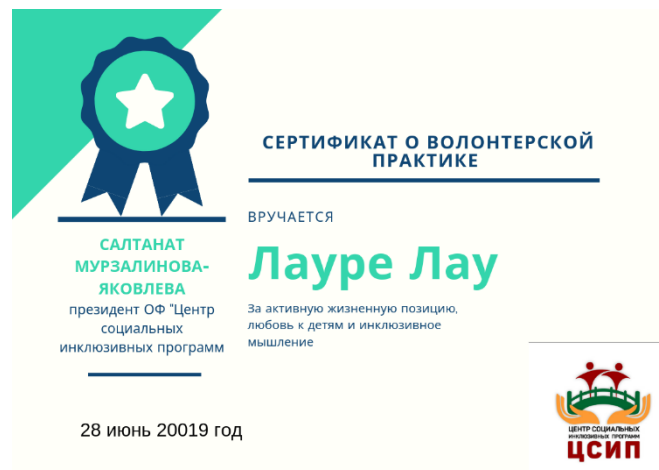 СЕРТИФИКАТ О ВОЛОНТЕРСКОЙ
ПРАКТИКЕ
ВРУЧАЕТСЯ
Лауре Лау
За активную жизненную позицию,
любовь к детям и инклюзивное
мышление
САЛТАНАТ
МУРЗАЛИНОВА-
ЯКОВЛЕВА
президент ОФ "Центр
социальных
инклюзивных программ
28 июнь 20019 год
ЦЕНТР СОЦИАЛЬНЫХ
ИНКЛЮЗИВНЫХ ПРОГРАММ
ЦСИП